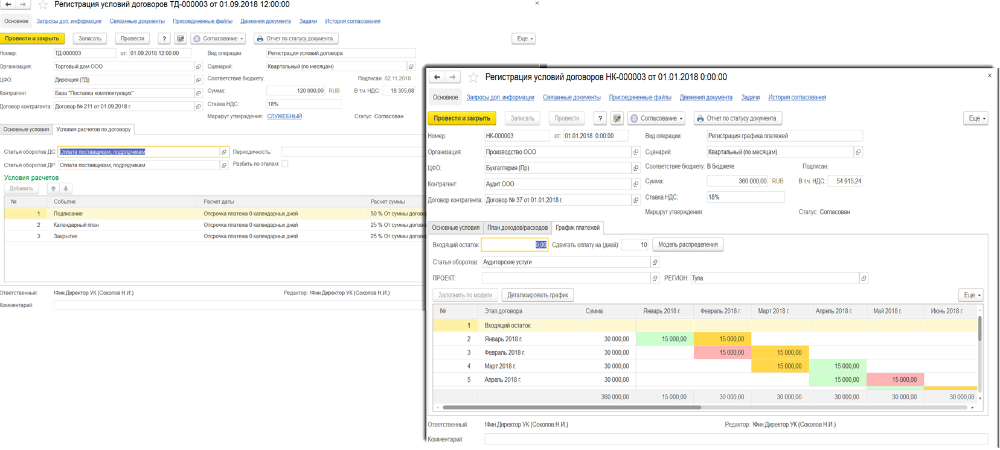 Регистрация условий договоров ТД-000003 от 01.09.2018 12:00:00
Основное Запросы доп. информации Связанные документы Присоединенные файлы Движения документа Задачи История согласования
Провести и закрыть Записать Провести ? Согласование Отчет по статусу документа Еще
Номер: ТД-000003 от: 01.09.2018 12:00:00 Вид операции: Регистрация условий договора
Организация: Торговый дом ООО Сценарий: Квартальный (по месяцам)
ЦФО: Дирекция (ТД) Соответствие бюджету: Подписан: 02.11.2018
Контрагент: База "Поставка комплектующих" Сумма: 120 000,00 RUB В т.ч. НДС: 18 305,08
Договор контрагента: Договор № 211 от 01.09.2018 г. Ставка НДС: 18%
Маршрут утверждения: СЛУЖЕБНЫЙ Статус: Согласован
Основные условия Условия расчетов по договору
Статья оборотов ДС: Оплата поставщикам, подрядчикам Периодичность:
Статья оборотов ДР: Оплата поставщикам, подрядчикам Разбить по этапам:
Условия расчетов
Добавить
№ Событие Расчет даты Расчет суммы
1 Подписание Отсрочка платежа 0 календарных дней 50 % От суммы догово
2 Календарный план Отсрочка платежа 0 календарных дней 25 % От суммы догово
3 Закрытие Отсрочка платежа 0 календарных дней 25 % От суммы догово
Ответственный: !Фин.Директор УК (Соколов Н.И.) Редактор: !Фин.Директор УК (Соколов Н.И.)
Комментарий:
Регистрация условий договоров НК-000003 от 01.01.2018 0:00:00
Основное Запросы доп. информации Связанные документы Присоединенные файлы Движения документа Задачи История согласования
Провести и закрыть Записать Провести ? Согласование Отчет по статусу документа Еще
Номер: НК-000003 от: 01.01.2018 0:00:00 Вид операции: Регистрация графика платежей
Организация: Производство ООО Сценарий: Квартальный (по месяцам)
ЦФО: Бухгалтерия (Пр) Соответствие бюджету: В бюджете Подписан:
Контрагент: Аудит ООО Сумма: 360 000,00 RUB В т.ч. НДС: 54 915,24
Договор контрагента: Договор № 37 от 01.01.2018 г. Ставка НДС: 18%
Маршрут утверждения: Статус: Согласован
Основные условия План доходов/расходов График платежей
Входящий остаток: 0,00 Сдвигать оплату на (дней): 10 Модель распределения
Статья оборотов: Аудиторские услуги
ПРОЕКТ: РЕГИОН: Тула
Заполнить по модели Детализировать график Еще
№ Этап договора Сумма Январь 2018 г. Февраль 2018 г. Март 2018 г. Апрель 2018 г. Май 2018 г. Июнь 2018 г.
1 Входящий остаток
2 Январь 2018 г. 30 000,00 15 000,00 15 000,00
3 Февраль 2018 г. 30 000,00 15 000,00 15 000,00
4 Март 2018 г. 30 000,00 15 000,00 15 000,00
5 Апрель 2018 г. 30 000,00 15 000,00 15 000,00
360 000,00 15 000,00 30 000,00 30 000,00 30 000,00 30 000,00 30 000,00
Ответственный: !Фин.Директор УК (Соколов Н.И.) Редактор: !Фин.Директор УК (Соколов Н.И.)
Комментарий: